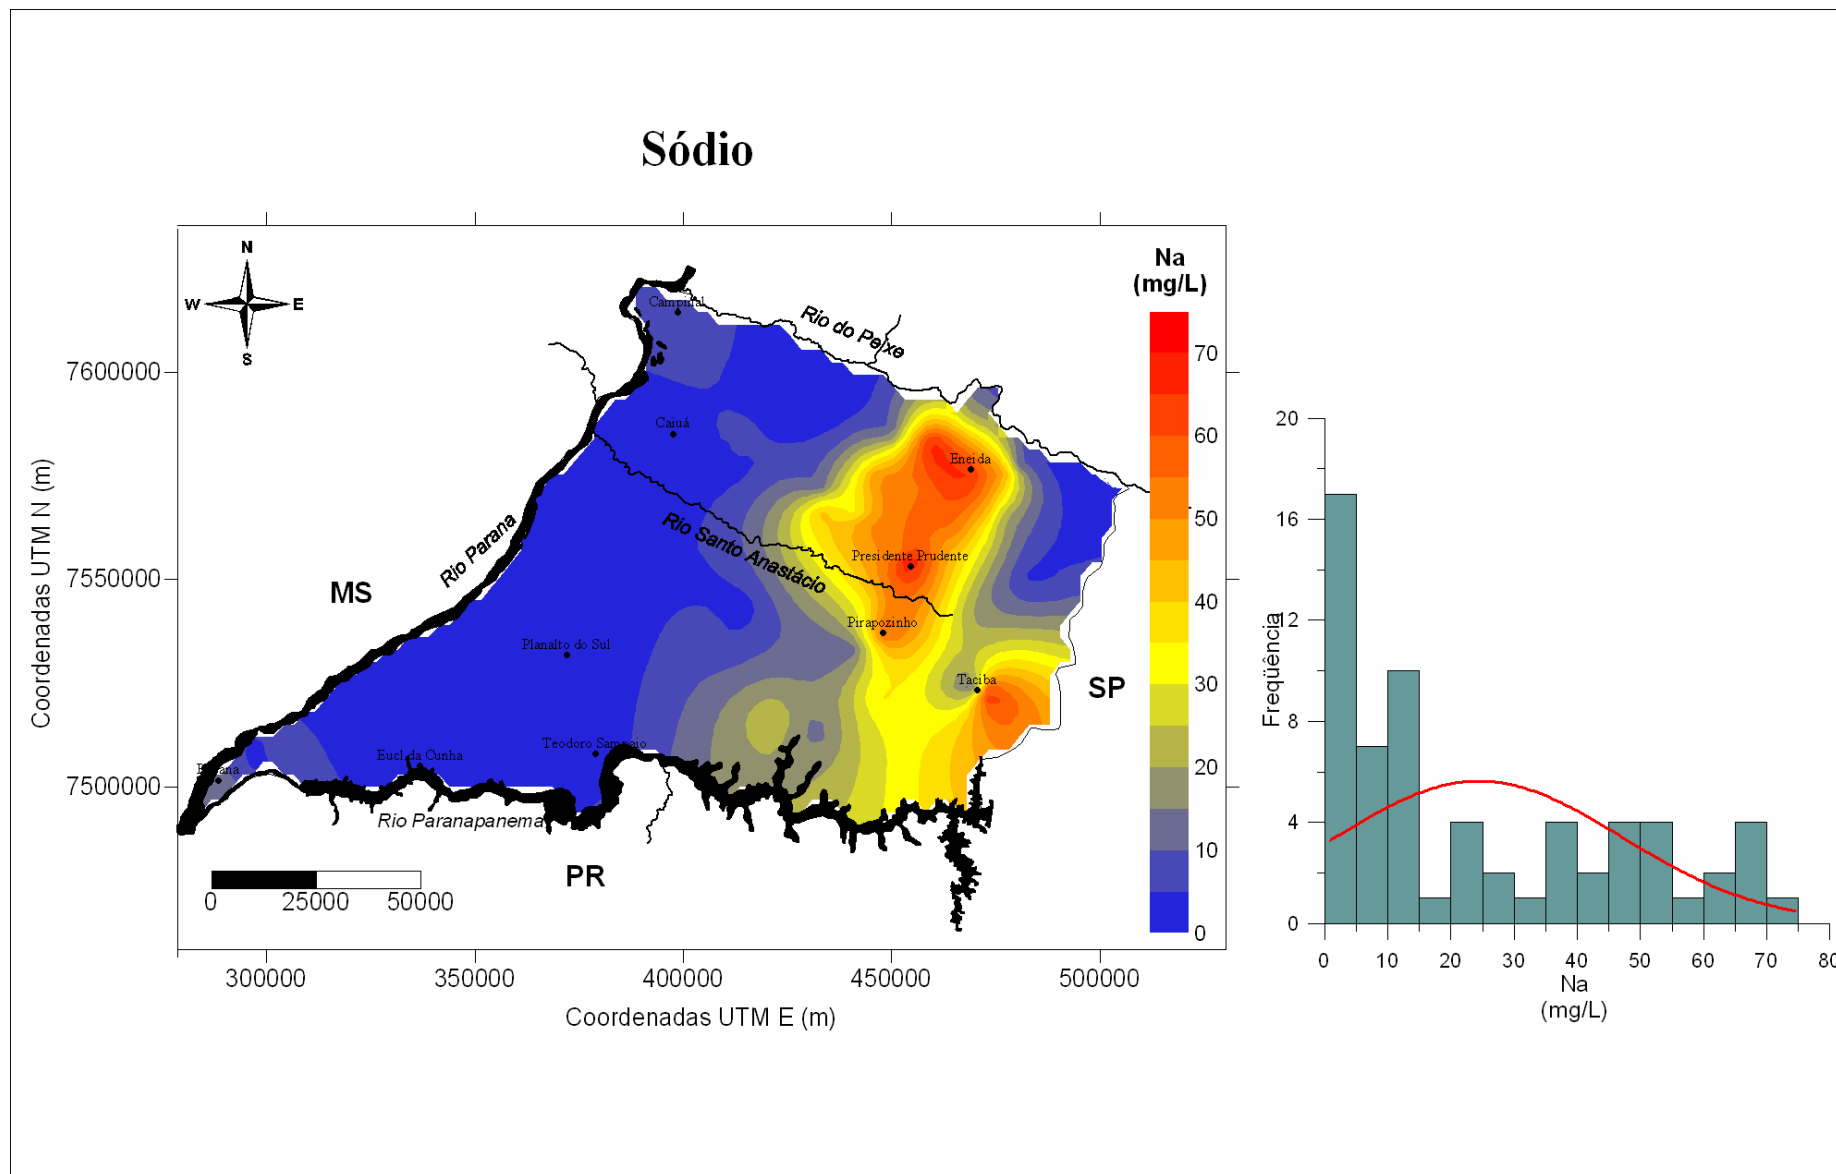 Sódio
N
W
E
S
Na
(mg/L)
70
60
50
40
30
20
10
0
7600000
7550000
7500000
Coordenadas UTM N (m)
Campinal
Rio do Peixe
Caiuá
Eneida
Rio Parana
Rio Santo Anastácio
Presidente Prudente
MS
Pirapozinho
Planalto do Sul
Taciba
SP
Teodoro Sampaio
Eucl.da Cunha
Rio Paranapanema
PR
0
25000
50000
300000
350000
400000
450000
500000
Coordenadas UTM E (m)
20
16
12
8
4
0
Freqüência
0
10
20
30
40
50
60
70
80
Na
(mg/L)